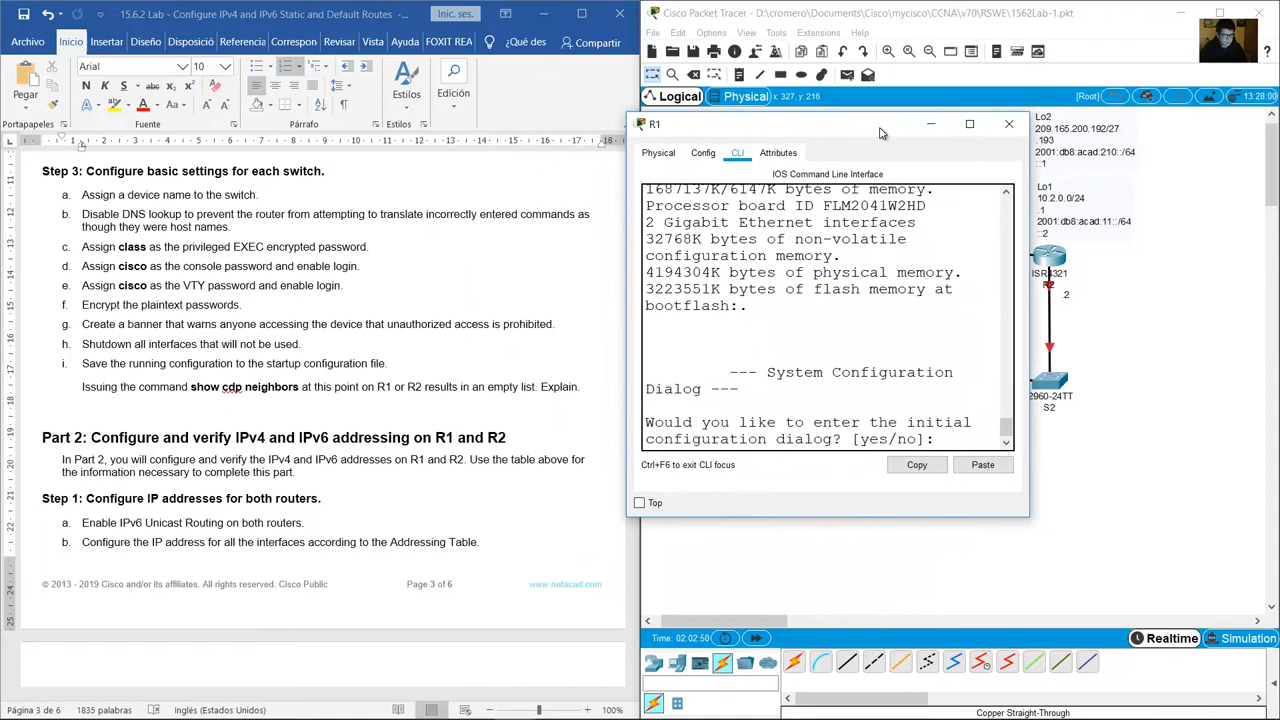 15.6.2 Lab - Configure IPv4 and IPv6 Static and Default Routes -...
Inic. ses.
Archivo Inicio Insertar Diseño Disposició Referencia Correspon Revisar Vista Ayuda FOXIT REA ¿Qué des Compartir
Pegar
Arial 10
N K S
Estilos Edición
Portapapeles Fuente Párrafo Estilos
Step 3: Configure basic settings for each switch.
a. Assign a device name to the switch.
b. Disable DNS lookup to prevent the router from attempting to translate incorrectly entered commands as
though they were host names.
c. Assign class as the privileged EXEC encrypted password.
d. Assign cisco as the console password and enable login.
e. Assign cisco as the VTY password and enable login.
f. Encrypt the plaintext passwords.
g. Create a banner that warns anyone accessing the device that unauthorized access is prohibited.
h. Shutdown all interfaces that will not be used.
i. Save the running configuration to the startup configuration file.
Issuing the command show cdp neighbors at this point on R1 or R2 results in an empty list. Explain.
Part 2: Configure and verify IPv4 and IPv6 addressing on R1 and R2
In Part 2, you will configure and verify the IPv4 and IPv6 addresses on R1 and R2. Use the table above for
the information necessary to complete this part.
Step 1: Configure IP addresses for both routers.
a. Enable IPv6 Unicast Routing on both routers.
b. Configure the IP address for all the interfaces according to the Addressing Table.
© 2013 - 2019 Cisco and/or its affiliates. All rights reserved. Cisco Public Page 3 of 6 www.netacad.com
Página 3 de 6 1835 palabras Inglés (Estados Unidos) 100%
Cisco Packet Tracer - D:\cromero\Documents\Cisco\mycisco\CCNA\v70\RSWE\1562Lab-1.pkt
File Edit Options View Tools Extensions Help
Logical Physical x: 327, y: 216 [Root] 13:28:00
Lo2
209.165.200.192/27
.193
2001:db8:acad:210::/64
::1
Lo1
10.2.0.0/24
.1
2001:db8:acad:11::/64
::2
.2
2960-24TT
S2
R1
Physical Config CLI Attributes
IOS Command Line Interface
1687137K/6147K bytes of memory.
Processor board ID FLM2041W2HD
2 Gigabit Ethernet interfaces
32768K bytes of non-volatile
configuration memory.
4194304K bytes of physical memory.
3223551K bytes of flash memory at
bootflash:.
--- System Configuration
Dialog ---
Would you like to enter the initial
configuration dialog? [yes/no]:
Ctrl+F6 to exit CLI focus Copy Paste
Top
Time: 02:02:50 Realtime Simulation
Copper Straight-Through